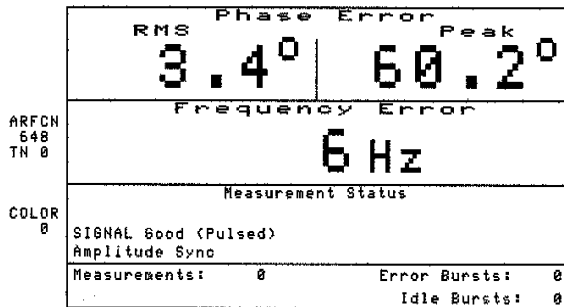 Phase Error
RMS Peak
3.4° 60.2°
Frequency Error
ARFCN
648
TN 0
6 Hz
Measurement Status
COLOR
0
SIGNAL Good (Pulsed)
Amplitude Sync
Measurements: 0 Error Bursts: 0
Idle Bursts: 0